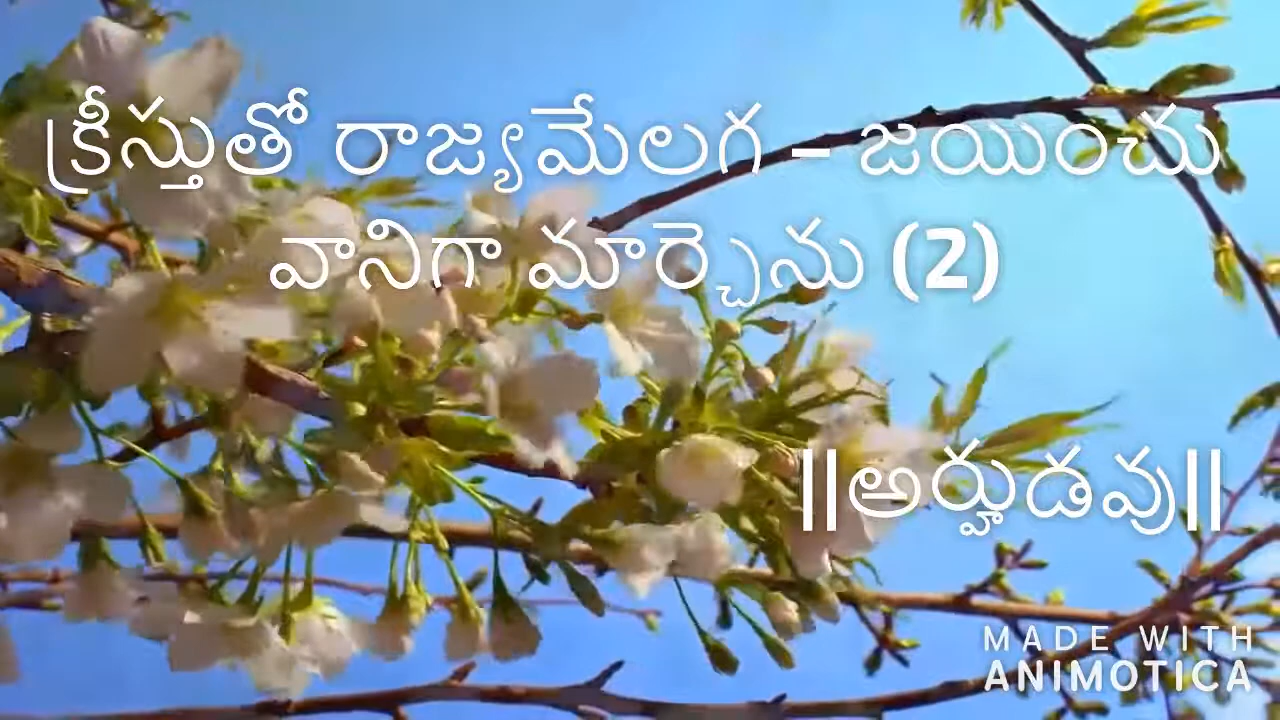 క్రీస్తుతో రాజ్యమేలగ – జయించు
వానిగా మార్చెను (2)
||అర్హుడవు||
MADE WITH
ANIMOTICA